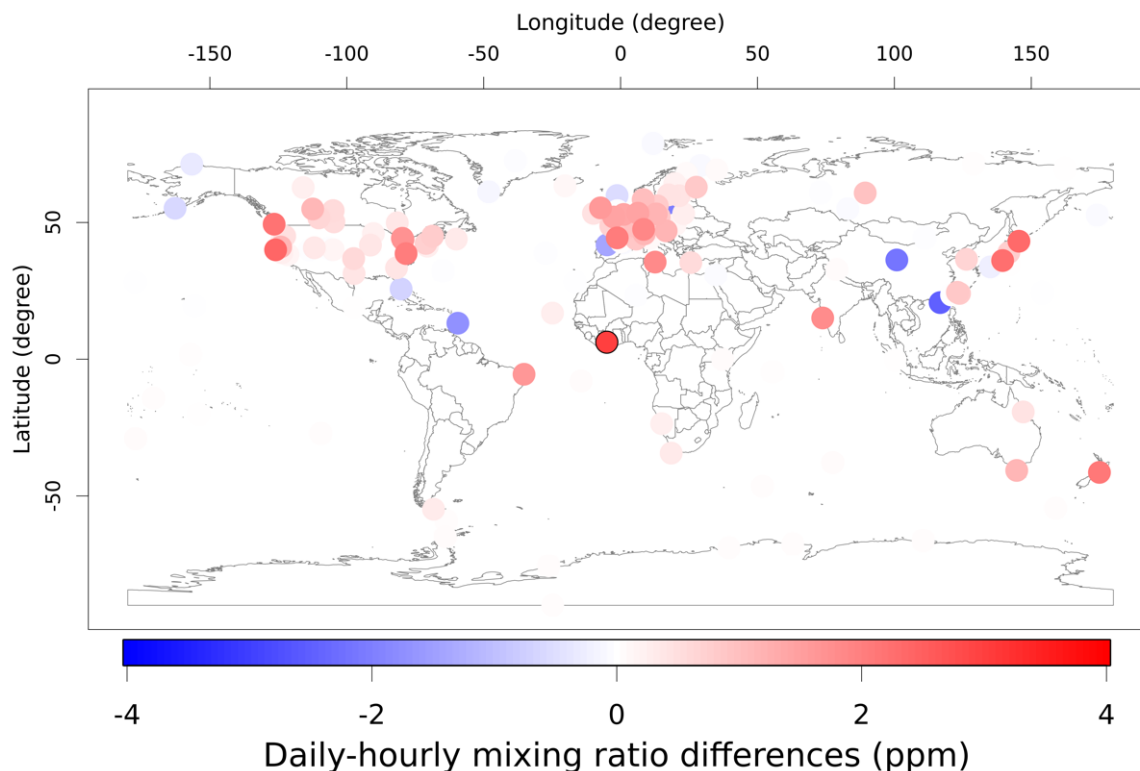 Longitude (degree)
-150 -100 -50 0 50 100 150
Latitude (degree)
50
0
-50
-4 -2 0 2 4
Daily-hourly mixing ratio differences (ppm)